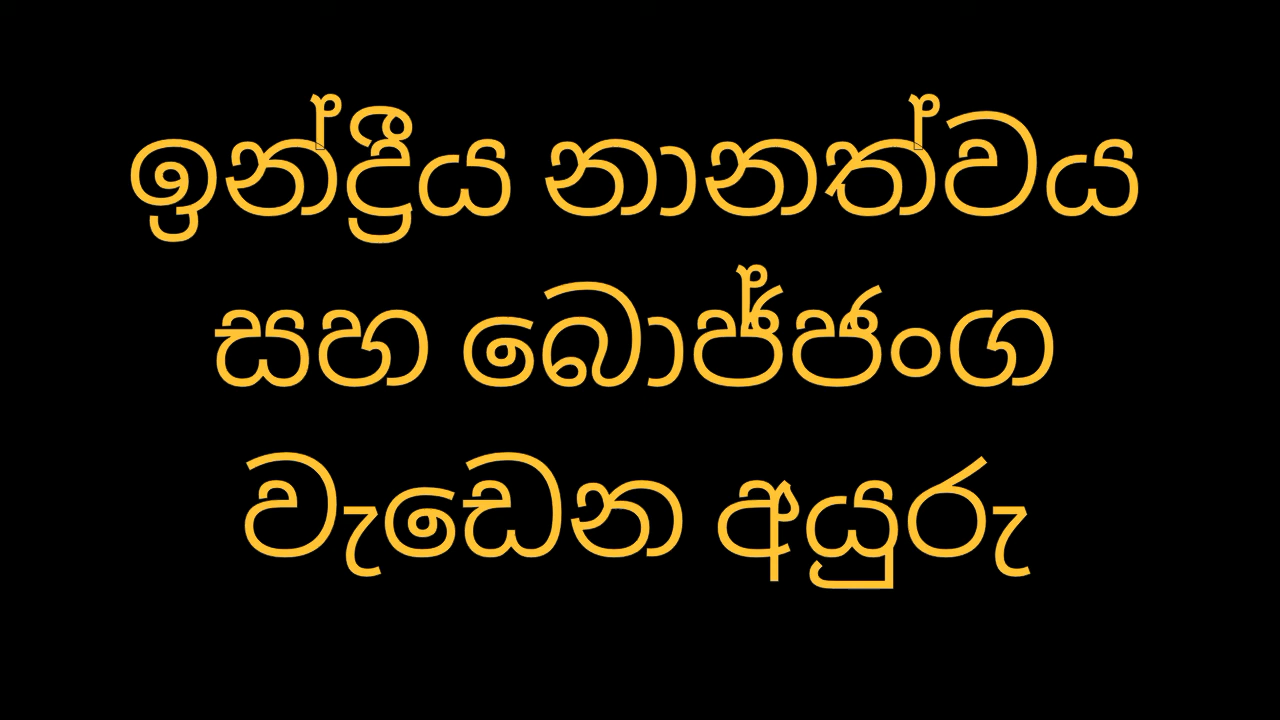 ඉන්ද්‍රීය නානත්වය
සහ බොජ්ජංග
වැඩෙන අයුරු